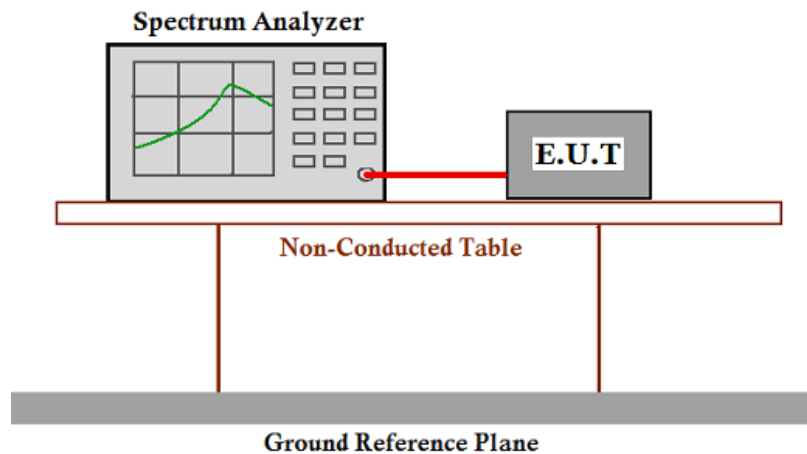 Spectrum Analyzer
E.U.T
Non-Conducted Table
Ground Reference Plane